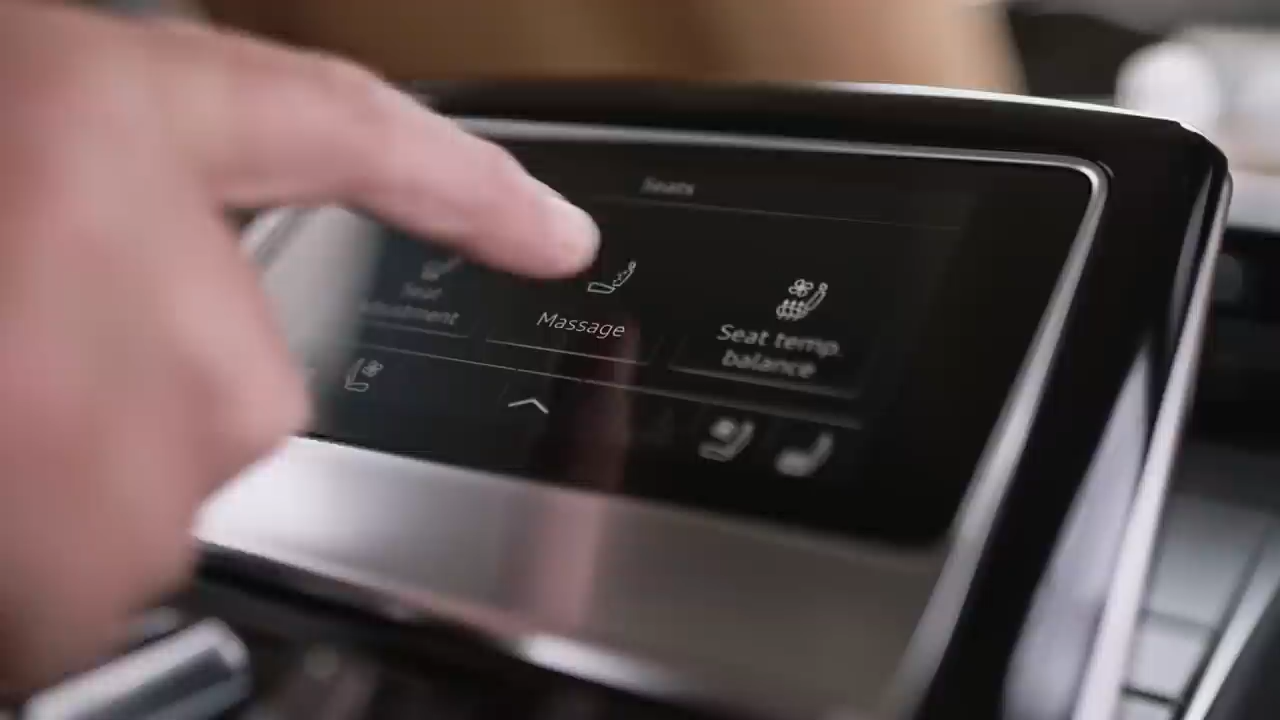 Seats
Seat
adjustment
Massage
Seat temp.
balance